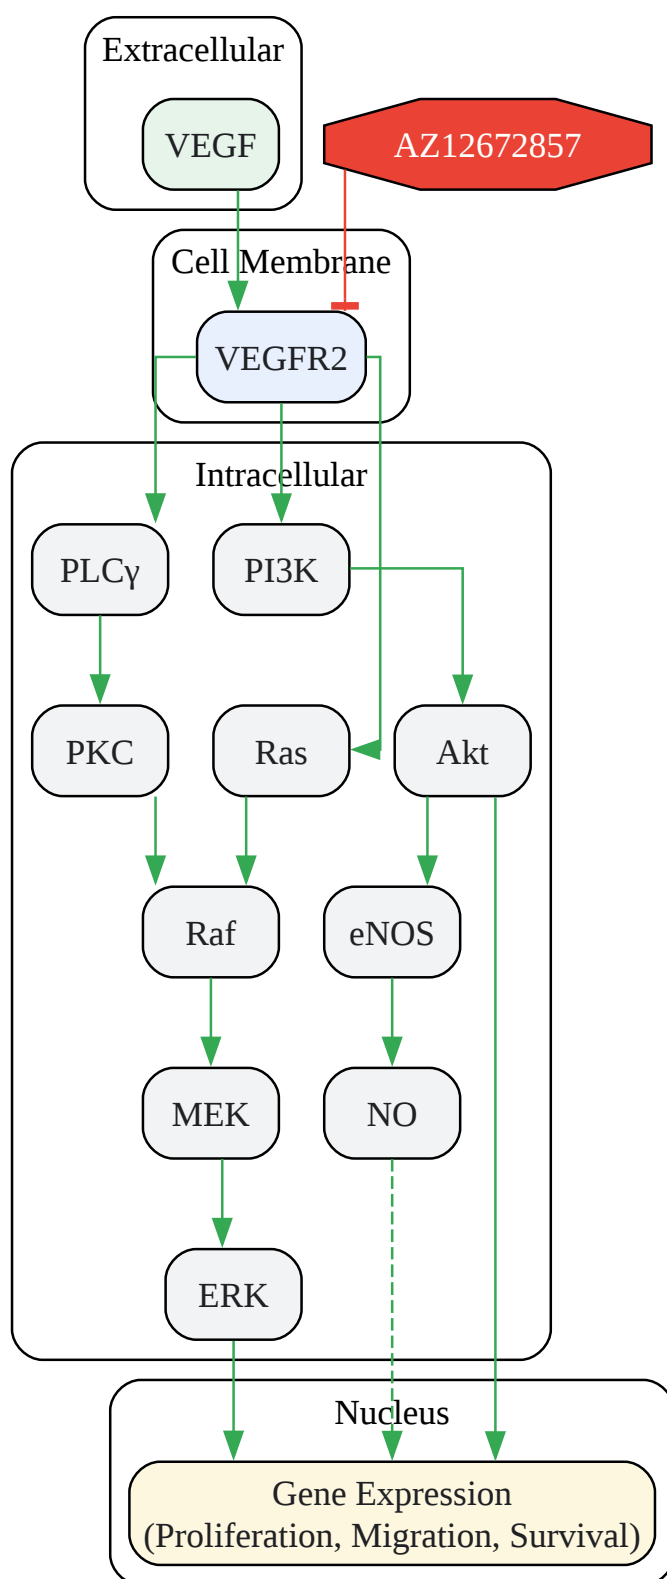 Extracellular
VEGF
AZ12672857
Cell Membrane
VEGFR2
Intracellular
PLCγ
PI3K
PKC
Ras
Akt
Raf
eNOS
MEK
NO
ERK
Nucleus
Gene Expression
(Proliferation, Migration, Survival)